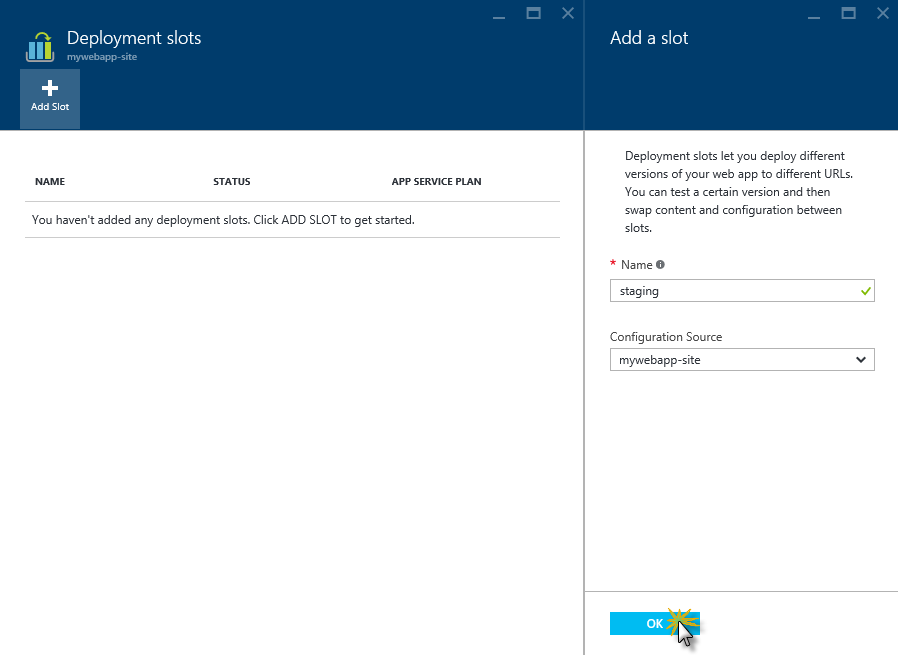 Deployment slots
mywebapp-site
Add Slot
NAME STATUS APP SERVICE PLAN
You haven't added any deployment slots. Click ADD SLOT to get started.
Add a slot
Deployment slots let you deploy different
versions of your web app to different URLs.
You can test a certain version and then
swap content and configuration between
slots.
* Name
staging
Configuration Source
mywebapp-site
OK